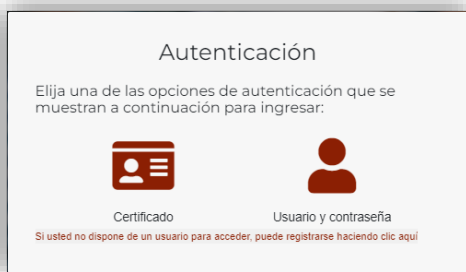 Autenticación
Elija una de las opciones de autenticación que se
muestran a continuación para ingresar:
Certificado
Usuario y contraseña
Si usted no dispone de un usuario para acceder, puede registrarse haciendo clic aquí